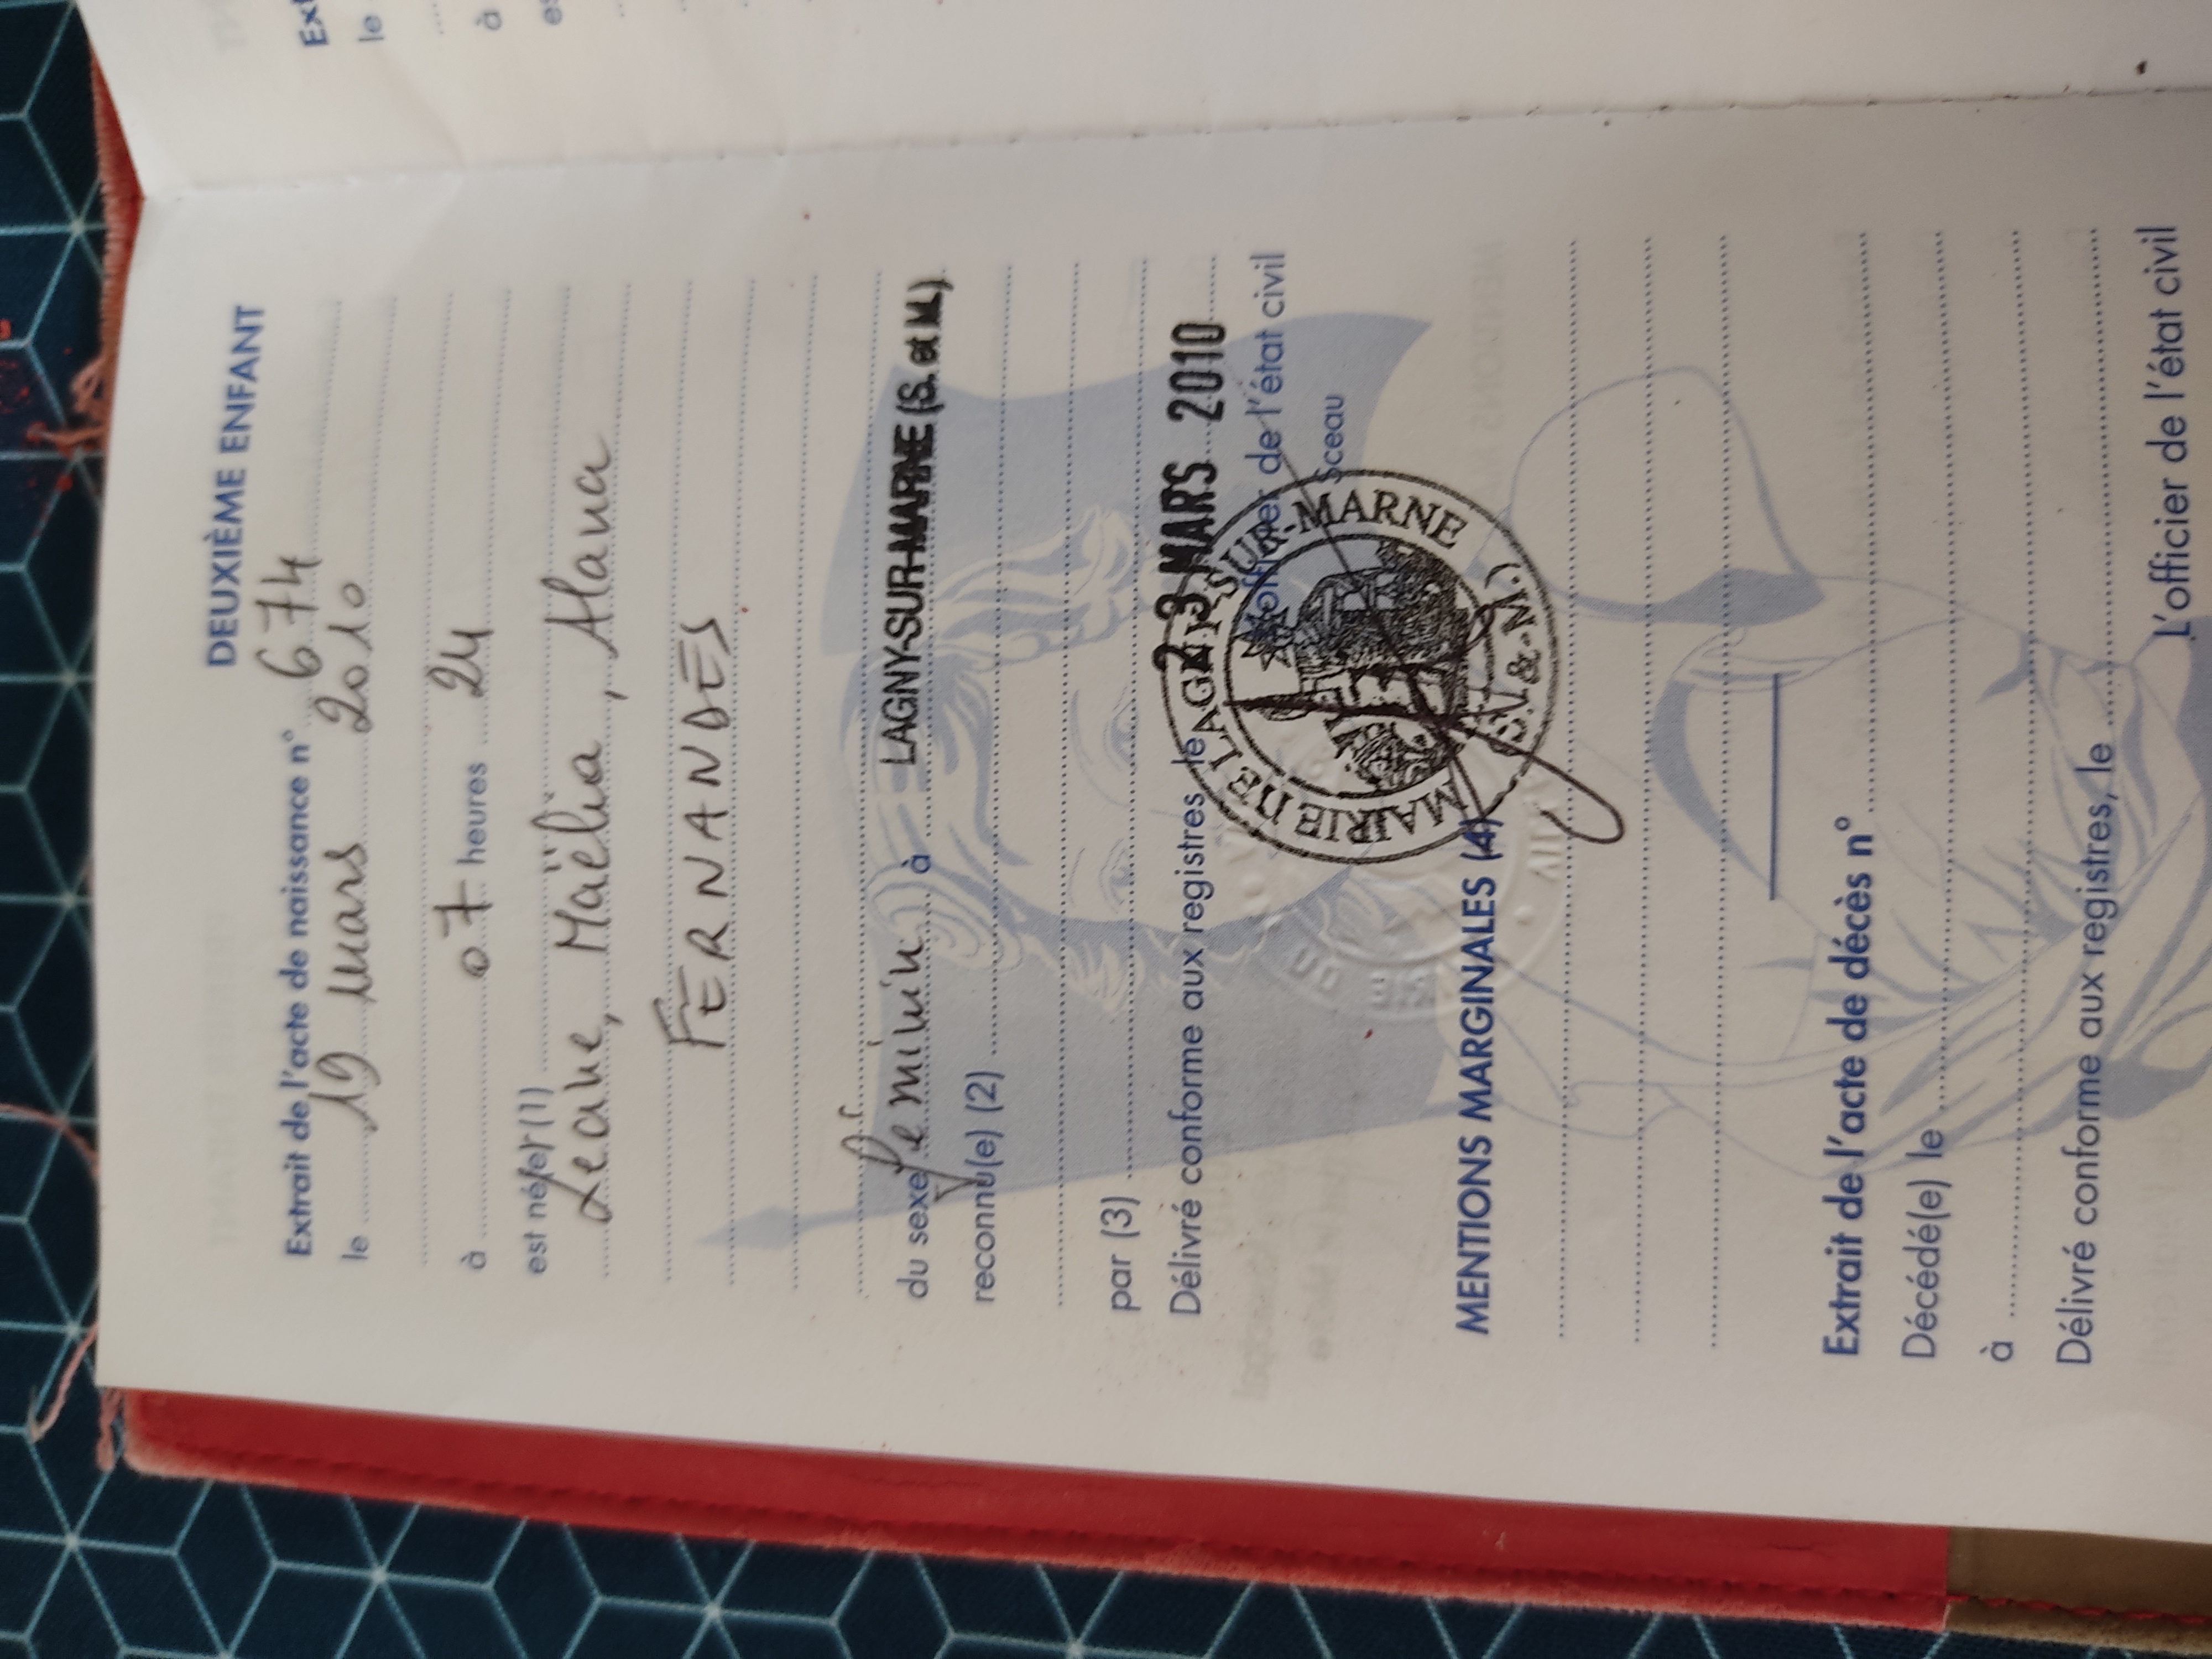 DEUXIÈME ENFANT
Extrait de l'acte de naissance n° 674
le 19 mars 2010
à 07 heures 24
est né(e) (1)
Leane, Maëlia, Alana
FERNANDES
du sexe féminin à LAGNY-SUR-MARNE (S. et M.)
reconnu(e) (2)
par (3)
Délivré conforme aux registres le 23 MARS 2010
L'officier de l'état civil
Sceau
MAIRIE DE LAGNY-SUR-MARNE (S. & M.)
MENTIONS MARGINALES (4)
Extrait de l'acte de décès n°
Décédé(e) le
à
Délivré conforme aux registres, le
L'officier de l'état civil
Ext
le
à